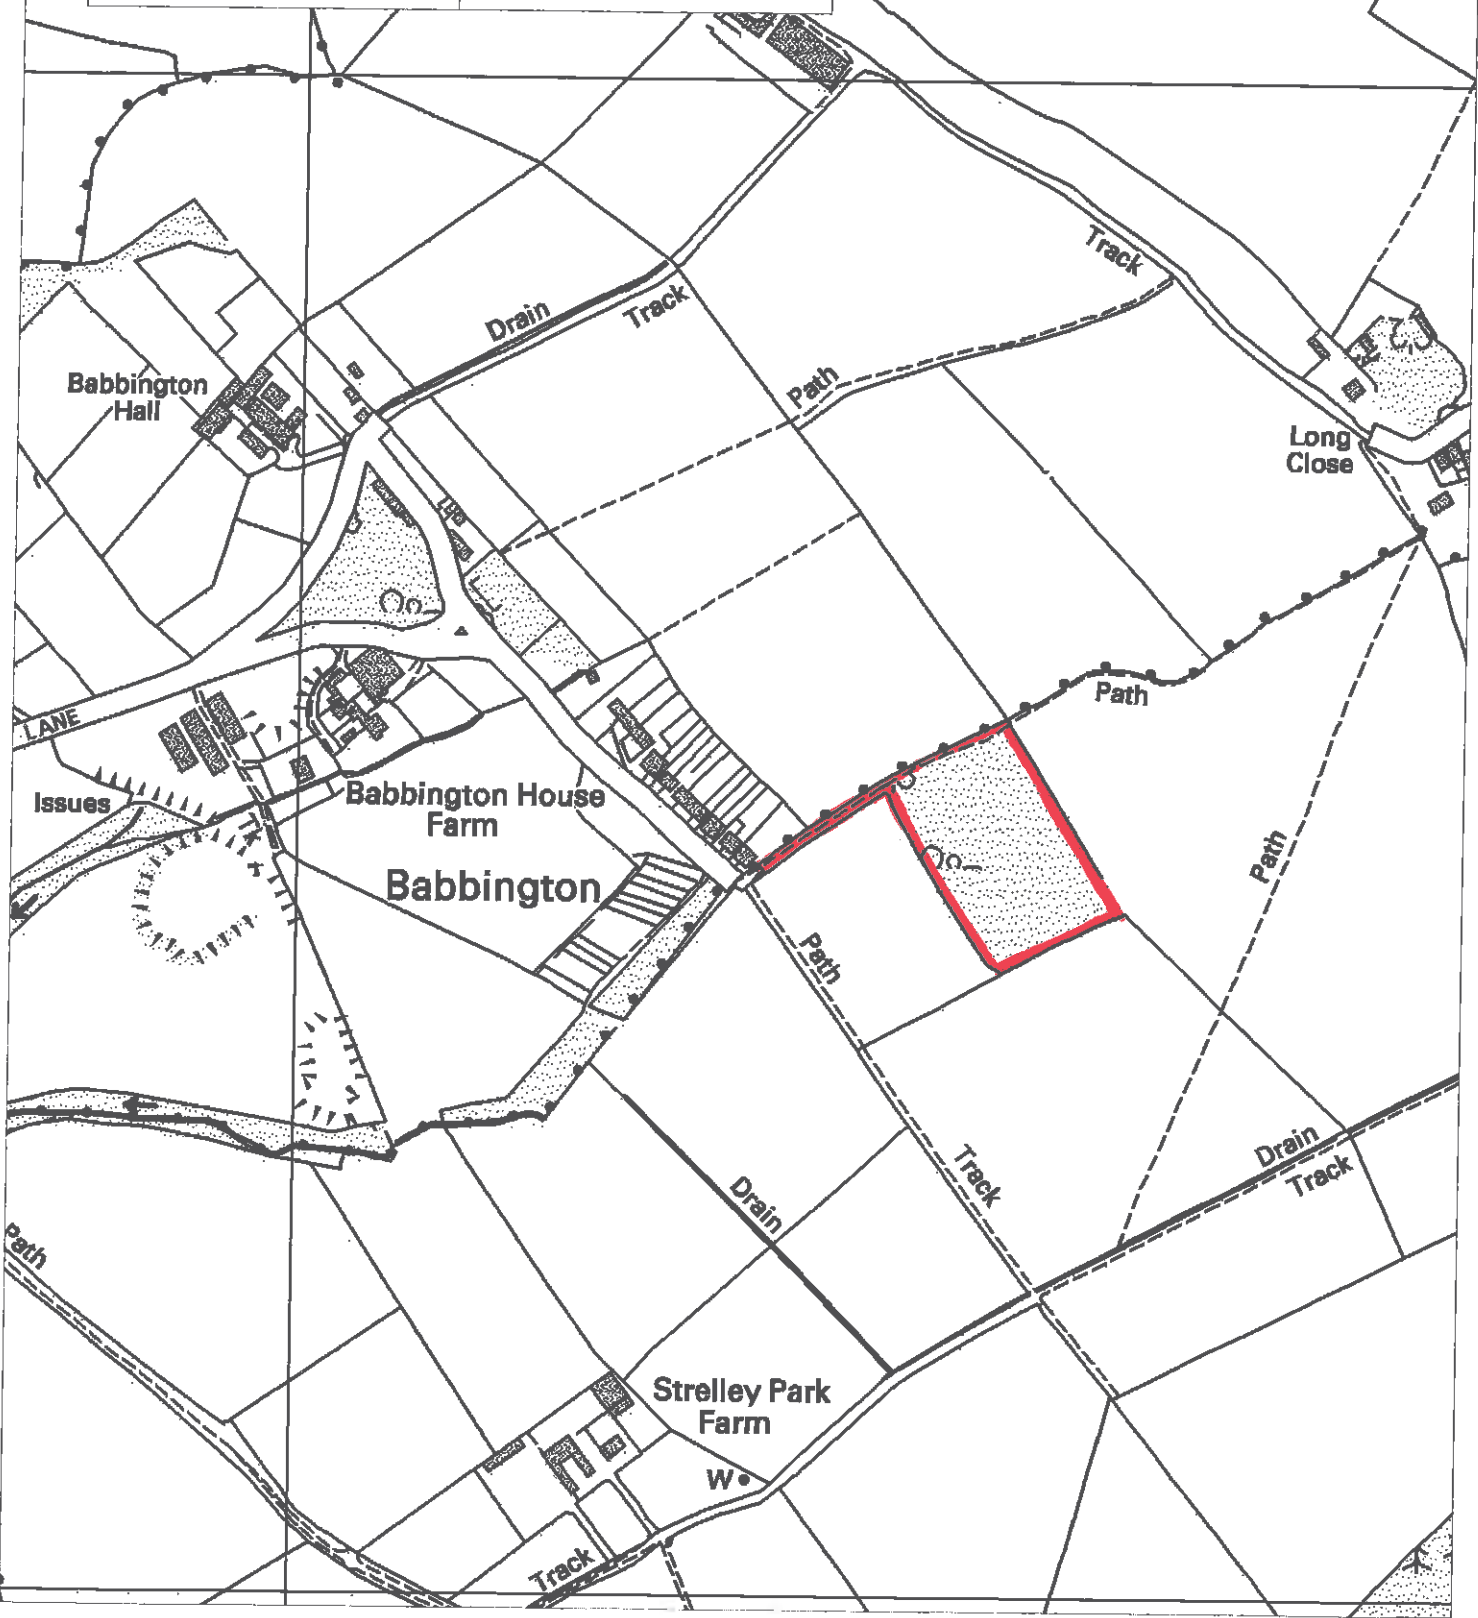 Track
Drain
Track
Path
Babbington
Hall
Long
Close
Path
LANE
Issues
Babbington House
Farm
Babbington
Path
Path
Track
Drain
Track
Drain
Path
Strelley Park
Farm
W
Track